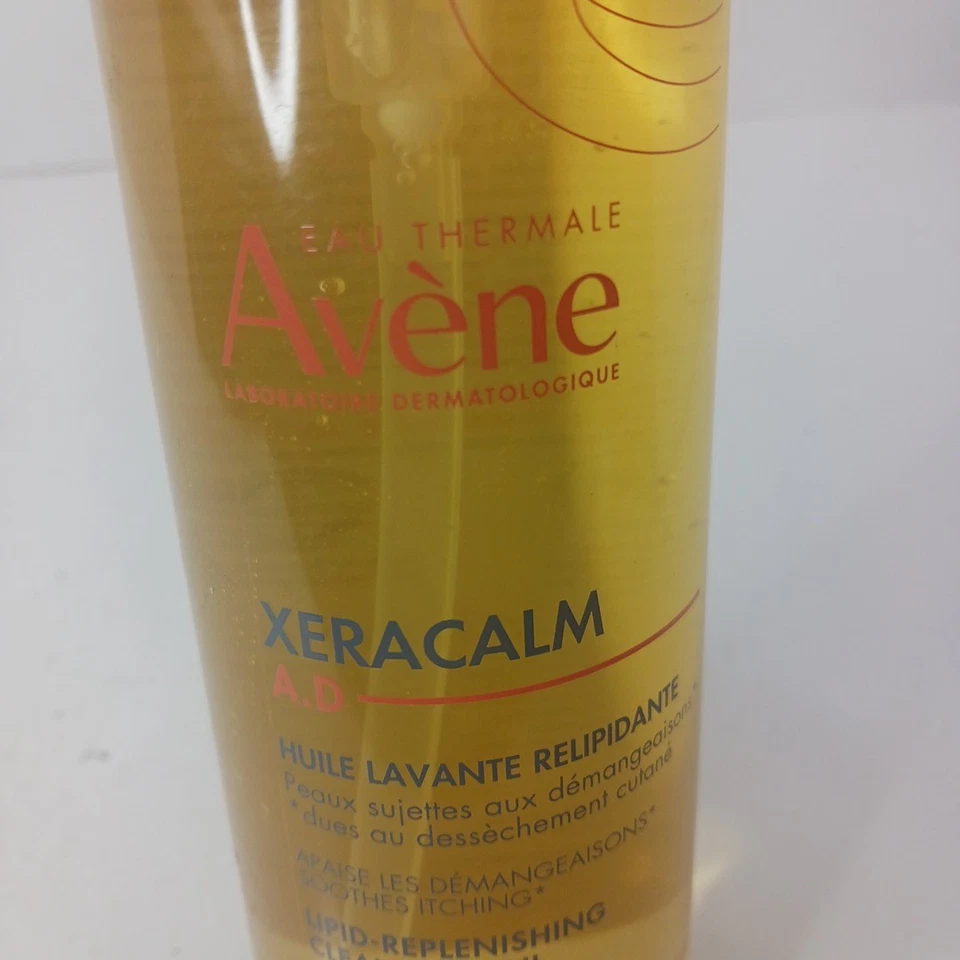 EAU THERMALE
Avène
LABORATOIRE DERMATOLOGIQUE
XERACALM
A.D
HUILE LAVANTE RELIPIDANTE
Peaux sujettes aux démangeaisons*
*dues au dessèchement cutané
APAISE LES DÉMANGEAISONS*
SOOTHES ITCHING*
LIPID-REPLENISHING